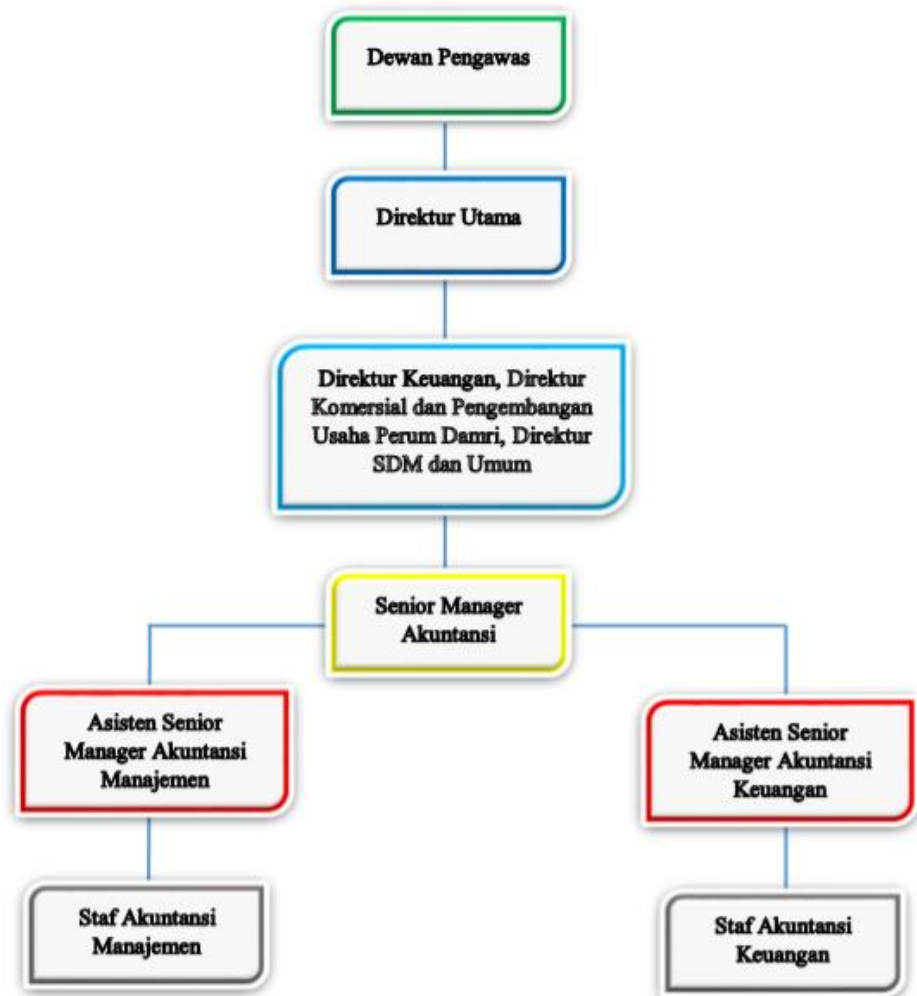 Dewan Pengawas
Direktur Utama
Direktur Keuangan, Direktur
Komersial dan Pengembangan
Usaha Perum Damri, Direktur
SDM dan Umum
Senior Manager
Akuntansi
Asisten Senior
Manager Akuntansi
Manajemen
Asisten Senior
Manager Akuntansi
Keuangan
Staf Akuntansi
Manajemen
Staf Akuntansi
Keuangan